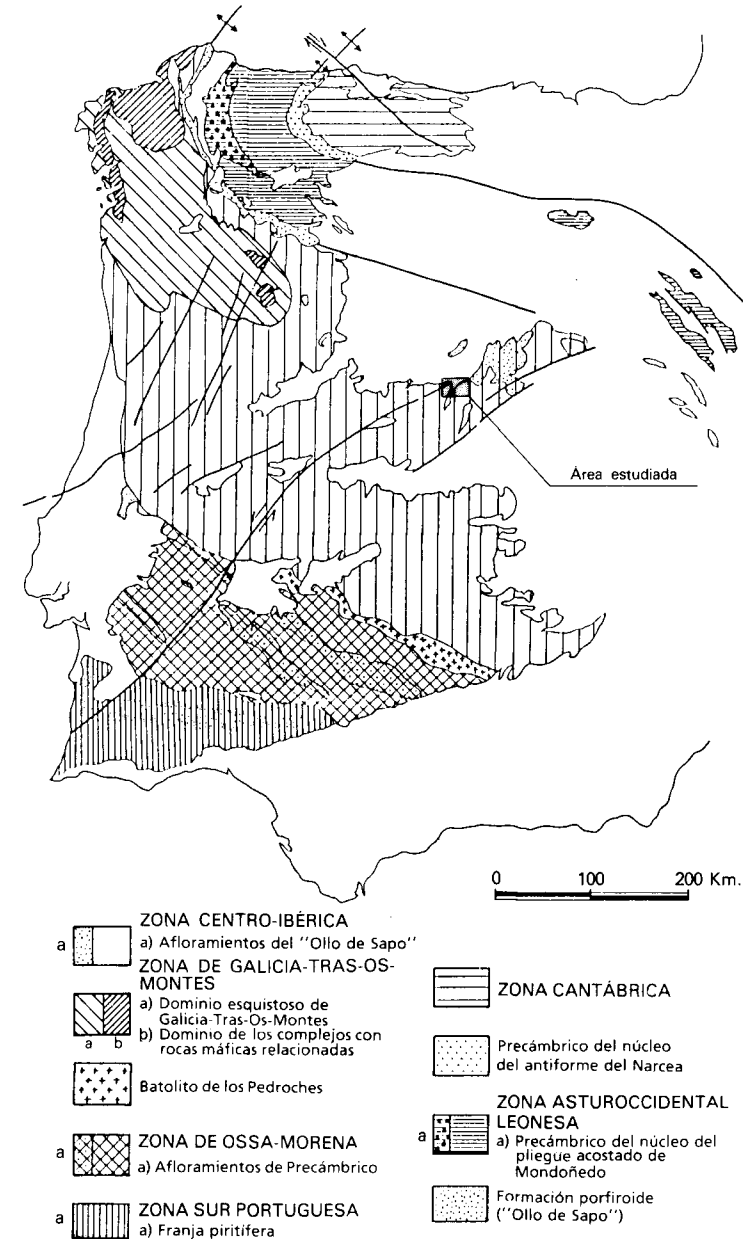 Área estudiada
0 100 200 Km.
ZONA CENTRO-IBÉRICA
a
a) Afloramientos del "Ollo de Sapo"
ZONA DE GALICIA-TRAS-OS-
MONTES
a) Dominio esquistoso de
Galicia-Tras-Os-Montes
b) Dominio de los complejos con
rocas máficas relacionadas
a b
Batolito de los Pedroches
ZONA DE OSSA-MORENA
a
a) Afloramientos de Precámbrico
ZONA SUR PORTUGUESA
a
a) Franja piritífera
ZONA CANTÁBRICA
Precámbrico del núcleo
del antiforme del Narcea
ZONA ASTUROCCIDENTAL
LEONESA
a
a) Precámbrico del núcleo del
pliegue acostado de
Mondoñedo
Formación porfiroide
("Ollo de Sapo")